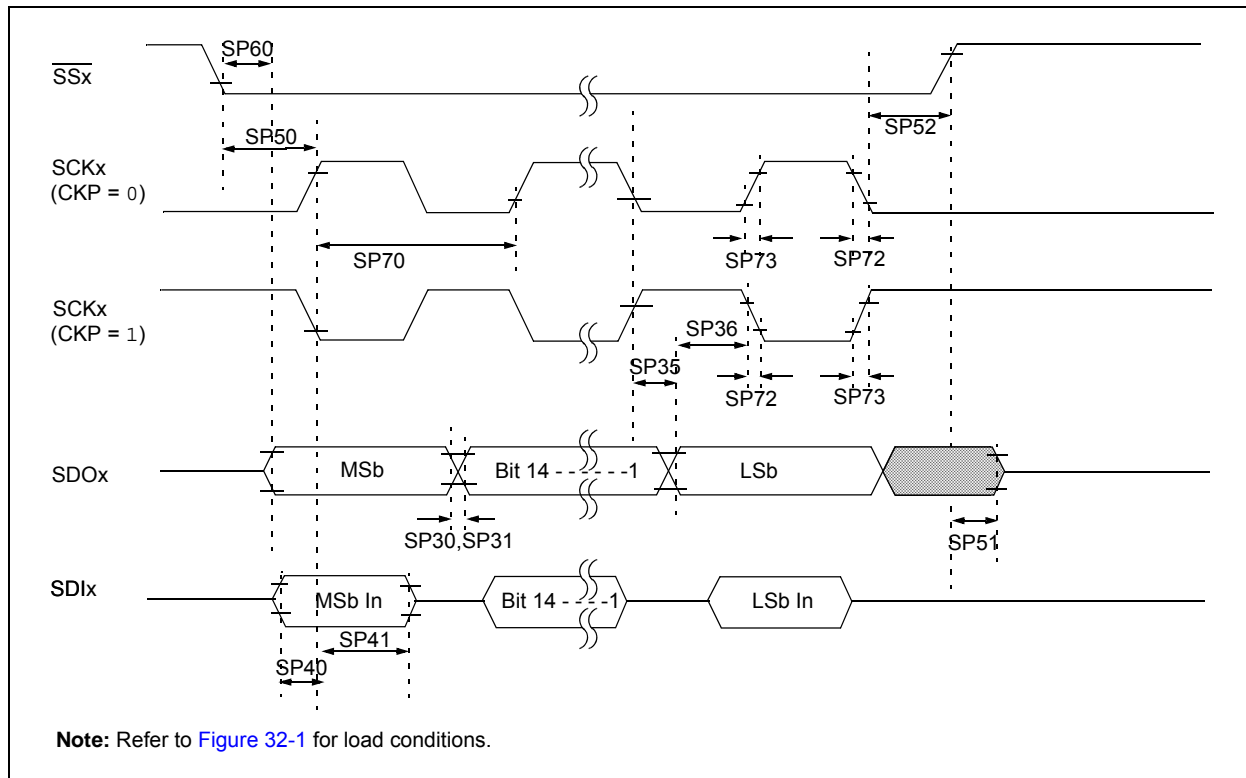 SP60
SSx
SP50
SP52
SCKx
(CKP = 0)
SP70
SP73
SP72
SCKx
(CKP = 1)
SP36
SP35
SP72
SP73
SDOx
MSb
Bit 14 - - - - - -1
LSb
SP30,SP31
SP51
SDIx
MSb In
Bit 14 - - - -1
LSb In
SP41
SP40
Note: Refer to Figure 32-1 for load conditions.